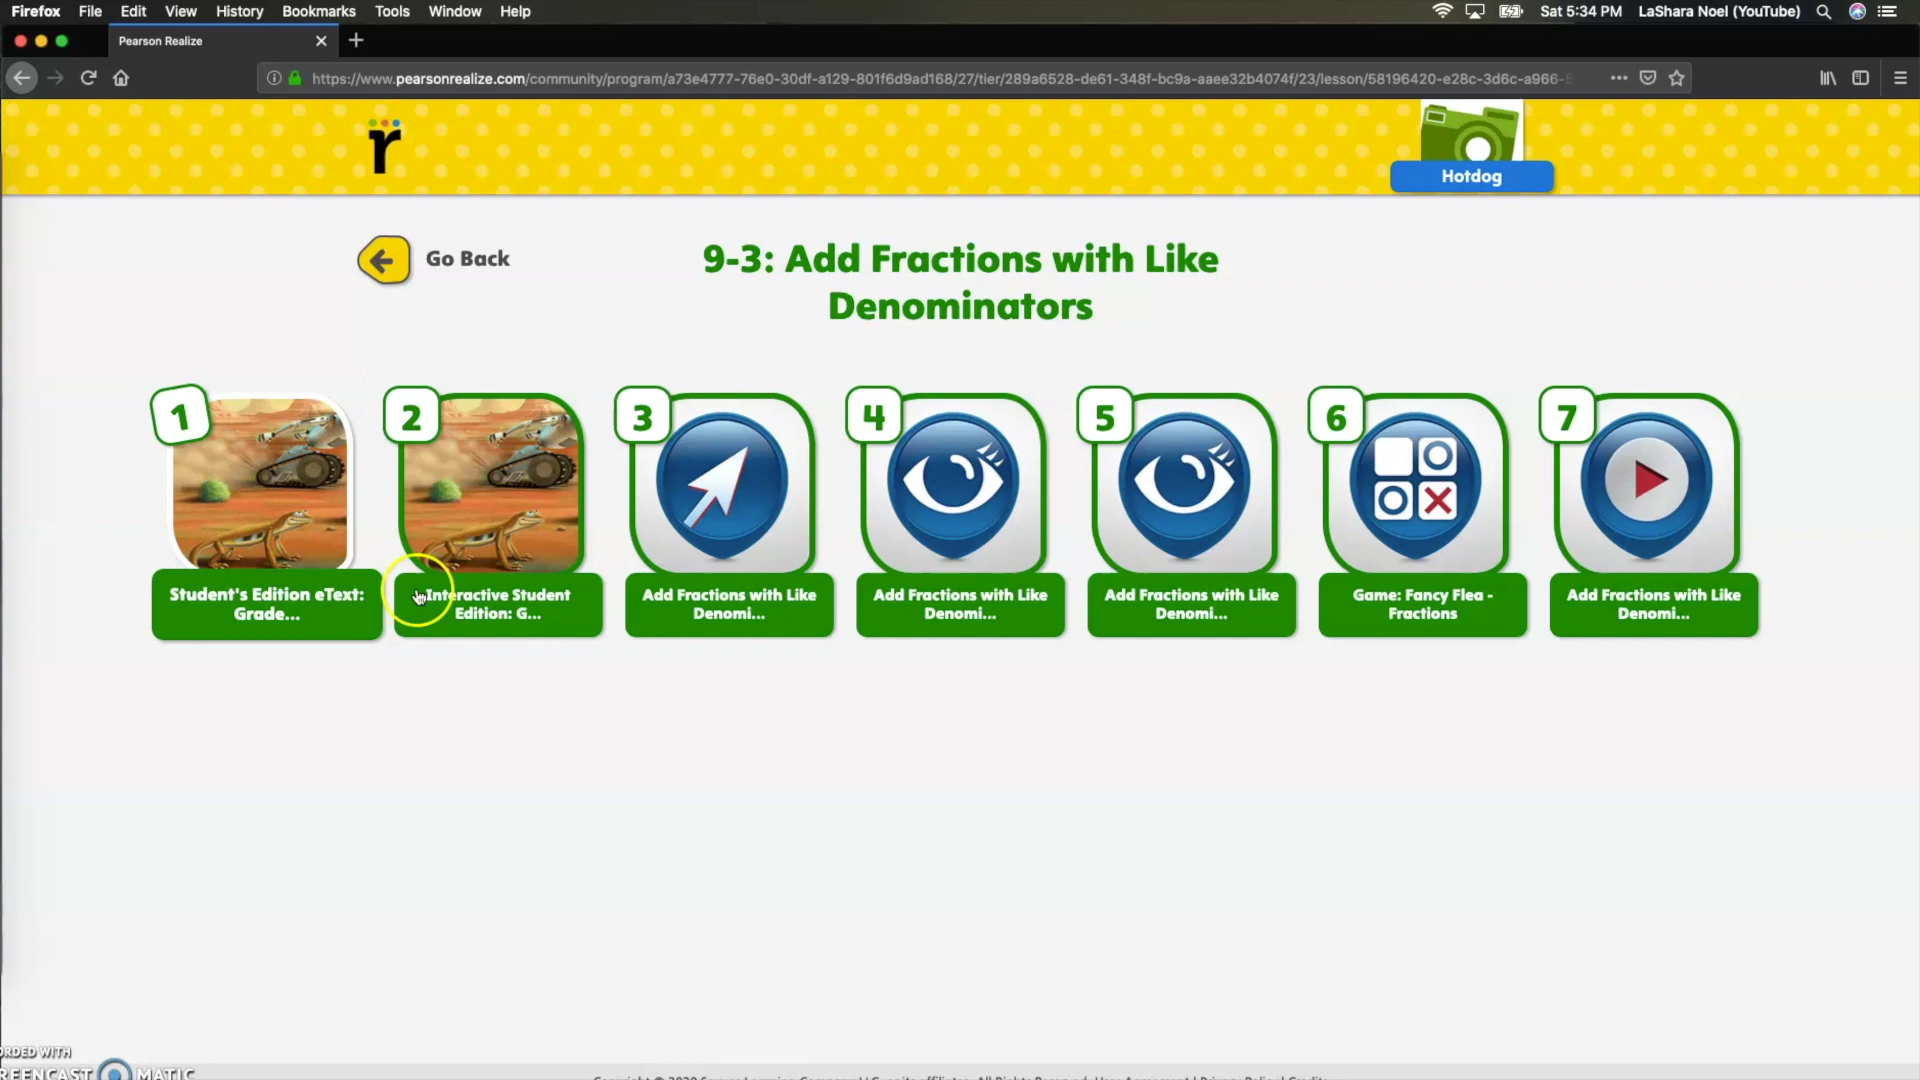 Firefox File Edit View History Bookmarks Tools Window Help Sat 5:34 PM LaShara Noel (YouTube)
Pearson Realize
https://www.pearsonrealize.com/community/program/a73e4777-76e0-30df-a129-801f6d9ad168/27/tier/289a6528-de61-348f-bc9a-aaee32b4074f/23/lesson/58196420-e28c-3d6c-a966-
r
Hotdog
Go Back
9-3: Add Fractions with Like
Denominators
1 2 3 4 5 6 7
Student's Edition eText:
Grade...
Interactive Student
Edition: G...
Add Fractions with Like
Denomi...
Add Fractions with Like
Denomi...
Add Fractions with Like
Denomi...
Game: Fancy Flea -
Fractions
Add Fractions with Like
Denomi...
ORDED WITH
REENCAST MATIC